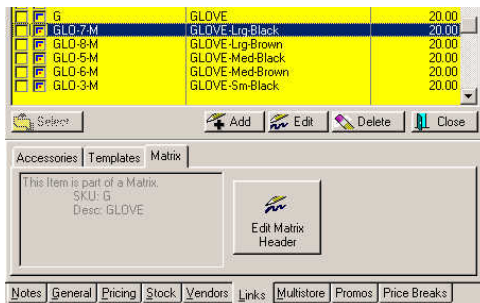 G GLOVE 20.00
GLO-7-M GLOVE-Lrg-Black 20.00
GLO-8-M GLOVE-Lrg-Brown 20.00
GLO-5-M GLOVE-Med-Black 20.00
GLO-6-M GLOVE-Med-Brown 20.00
GLO-3-M GLOVE-Sm-Black 20.00
Select Add Edit Delete Close
Accessories Templates Matrix
This Item is part of a Matrix.
SKU: G
Desc: GLOVE
Edit Matrix
Header
Notes General Pricing Stock Vendors Links Multistore Promos Price Breaks